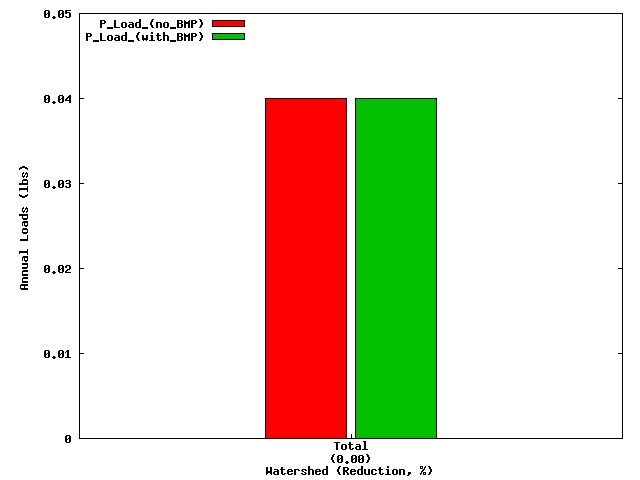 0.05
P_Load_(no_BMP)
P_Load_(with_BMP)
0.04
0.03
Annual Loads (lbs)
0.02
0.01
0
Total
(0.00)
Watershed (Reduction, %)